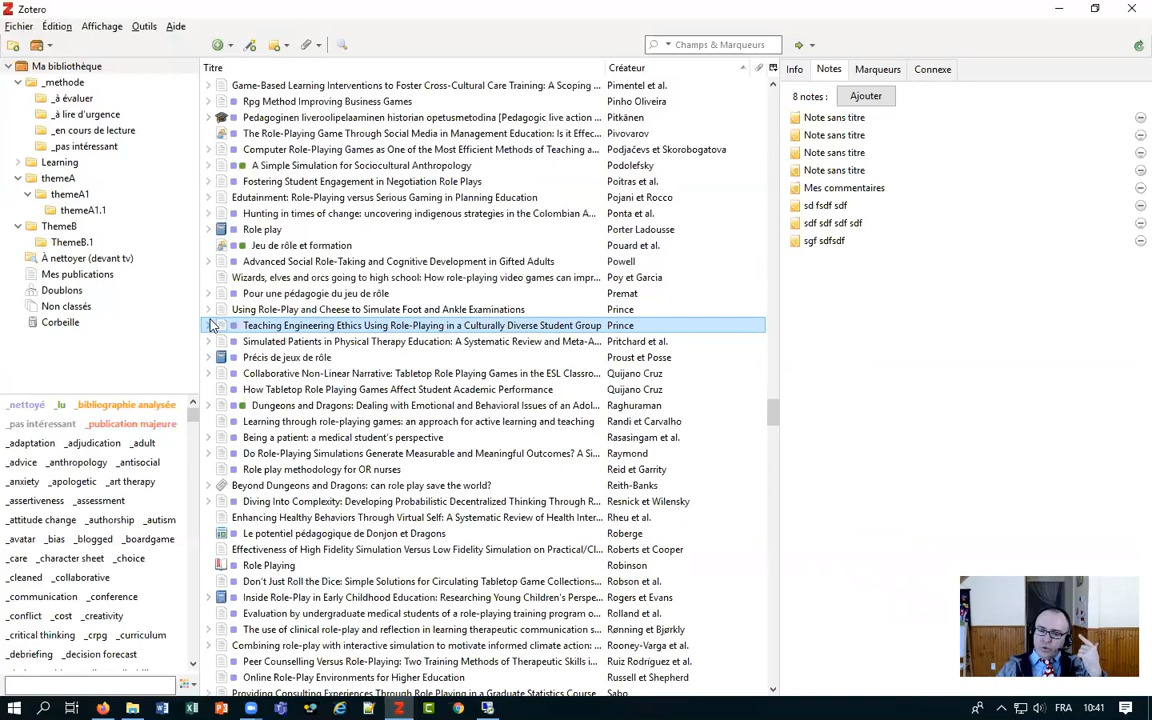 Zotero
Fichier Édition Affichage Outils Aide
Champs & Marqueurs
Ma bibliothèque
_methode
_à évaluer
_à lire d'urgence
_en cours de lecture
_pas intéressant
Learning
themeA
themeA1
themeA1.1
ThemeB
ThemeB.1
À nettoyer (devant tv)
Mes publications
Doublons
Non classés
Corbeille
_nettoyé _lu _bibliographie analysée
_pas intéressant _publication majeure
_adaptation _adjudication _adult
_advice _anthropology _antisocial
_anxiety _apologetic _art therapy
_assertiveness _assessment
_attitude change _authorship _autism
_avatar _bias _blogged _boardgame
_care _character sheet _choice
_cleaned _collaborative
_communication _conference
_conflict _cost _creativity
_critical thinking _crpg _curriculum
_debriefing _decision forecast
Titre Créateur
Game-Based Learning Interventions to Foster Cross-Cultural Care Training: A Scoping ... Pimentel et al.
Rpg Method Improving Business Games Pinho Oliveira
Pedagoginen liveroolipelaaminen historian opetusmetodina [Pedagogic live action ... Pitkänen
The Role-Playing Game Through Social Media in Management Education: Is it Effec... Pivovarov
Computer Role-Playing Games as One of the Most Efficient Methods of Teaching a... Podjačevs et Skorobogatova
A Simple Simulation for Sociocultural Anthropology Podolefsky
Fostering Student Engagement in Negotiation Role Plays Poitras et al.
Edutainment: Role-Playing versus Serious Gaming in Planning Education Pojani et Rocco
Hunting in times of change: uncovering indigenous strategies in the Colombian A... Ponta et al.
Role play Porter Ladousse
Jeu de rôle et formation Pouard et al.
Advanced Social Role-Taking and Cognitive Development in Gifted Adults Powell
Wizards, elves and orcs going to high school: How role-playing video games can impr... Poy et Garcia
Pour une pédagogie du jeu de rôle Premat
Using Role-Play and Cheese to Simulate Foot and Ankle Examinations Prince
Teaching Engineering Ethics Using Role-Playing in a Culturally Diverse Student Group Prince
Simulated Patients in Physical Therapy Education: A Systematic Review and Meta-A... Pritchard et al.
Précis de jeux de rôle Proust et Posse
Collaborative Non-Linear Narrative: Tabletop Role Playing Games in the ESL Classro... Quijano Cruz
How Tabletop Role Playing Games Affect Student Academic Performance Quijano Cruz
Dungeons and Dragons: Dealing with Emotional and Behavioral Issues of an Adol... Raghuraman
Learning through role-playing games: an approach for active learning and teaching Randi et Carvalho
Being a patient: a medical student's perspective Rasasingam et al.
Do Role-Playing Simulations Generate Measurable and Meaningful Outcomes? A Si... Raymond
Role play methodology for OR nurses Reid et Garrity
Beyond Dungeons and Dragons: can role play save the world? Reith-Banks
Diving Into Complexity: Developing Probabilistic Decentralized Thinking Through R... Resnick et Wilensky
Enhancing Healthy Behaviors Through Virtual Self: A Systematic Review of Health Inter... Rheu et al.
Le potentiel pédagogique de Donjon et Dragons Roberge
Effectiveness of High Fidelity Simulation Versus Low Fidelity Simulation on Practical/Cl... Roberts et Cooper
Role Playing Robinson
Don't Just Roll the Dice: Simple Solutions for Circulating Tabletop Game Collections... Robson et al.
Inside Role-Play in Early Childhood Education: Researching Young Children's Perspe... Rogers et Evans
Evaluation by undergraduate medical students of a role-playing training program o... Rolland et al.
The use of clinical role-play and reflection in learning therapeutic communication s... Rønning et Bjørkly
Combining role-play with interactive simulation to motivate informed climate action: ... Rooney-Varga et al.
Peer Counselling Versus Role-Playing: Two Training Methods of Therapeutic Skills i... Ruiz Rodríguez et al.
Online Role-Play Environments for Higher Education Russell et Shepherd
Providing Consulting Experiences Through Role-Playing in a Graduate Statistics Course Sabo
Info Notes Marqueurs Connexe
8 notes : Ajouter
Note sans titre
Note sans titre
Note sans titre
Note sans titre
Mes commentaires
sd fsdf sdf
sdf sdf sdf sdf
sgf sdfsdf
FRA 10:41